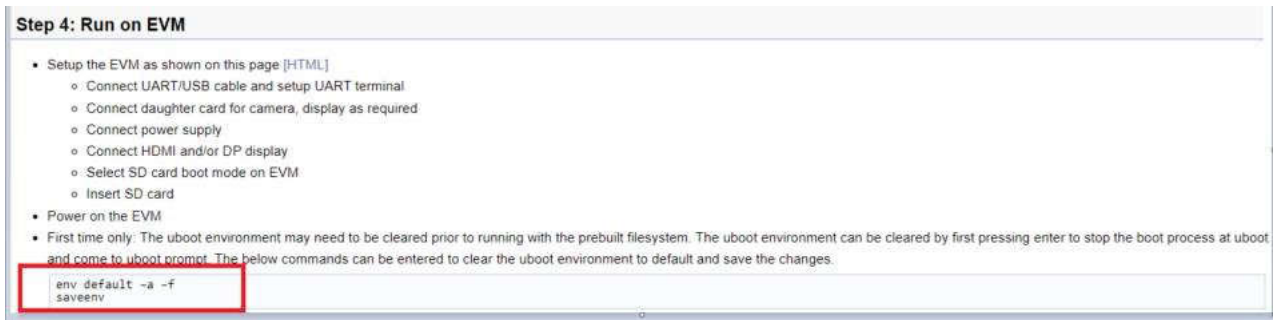 Step 4: Run on EVM
Setup the EVM as shown on this page [HTML]
Connect UART/USB cable and setup UART terminal
Connect daughter card for camera, display as required
Connect power supply
Connect HDMI and/or DP display
Select SD card boot mode on EVM
Insert SD card
Power on the EVM
First time only: The uboot environment may need to be cleared prior to running with the prebuilt filesystem. The uboot environment can be cleared by first pressing enter to stop the boot process at uboot
and come to uboot prompt. The below commands can be entered to clear the uboot environment to default and save the changes.
env default -a -f
saveenv